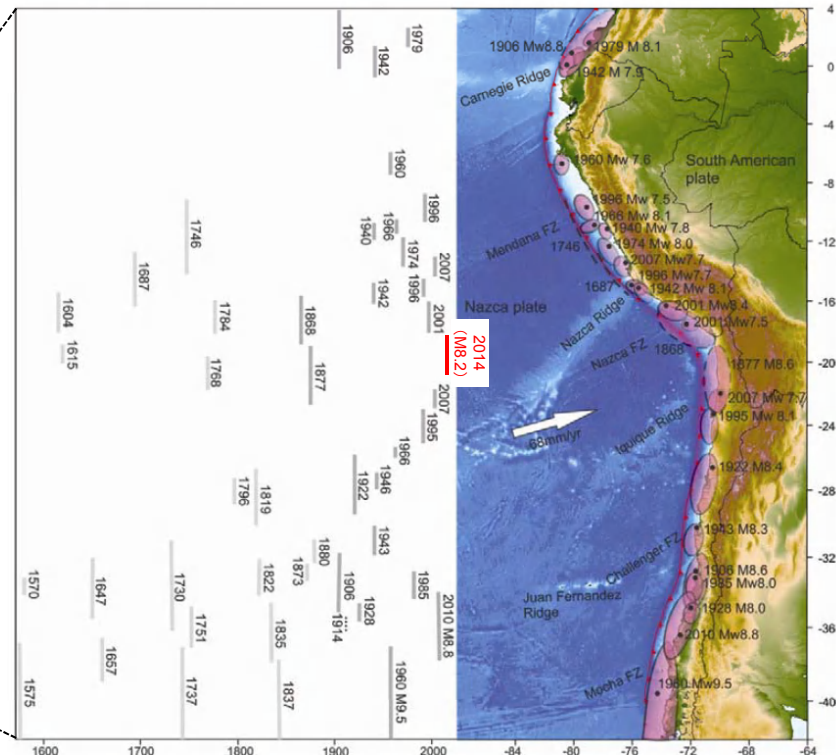 1906
1979
1942
1960
1996
1966
1940
1974
2007
1996
1942
2001
1746
1687
1604
1615
1784
1768
1868
1877
2014
(M8.2)
2007
1995
1966
1946
1922
1819
1796
1943
1880
1873
1822
1906
1914
1928
1985
2010 M8.8
1570
1647
1730
1751
1835
1657
1737
1837
1575
1960 M9.5
1600
1700
1800
1900
2000
-84
-80
-76
-72
-68
-64
4
0
-4
-8
-12
-16
-20
-24
-28
-32
-36
-40
-84
-80
-76
-72
1906 Mw8.8
1979 M 8.1
Carnegie Ridge
1942 M 7.9
1960 Mw 7.6
South American
plate
1996 Mw 7.5
1966 Mw 8.1
Mendana FZ
1940 Mw 7.8
1746
1974 Mw 8.0
2007 Mw7.7
1996 Mw7.7
1687
1942 Mw 8.1
Nazca plate
Nazca Ridge
2001 Mw8.4
2001 Mw7.5
Nazca FZ
1868
1877 M8.6
2007 Mw 7.7
68mm/yr
Iquique Ridge
1995 Mw 8.1
1922 M8.4
1943 M8.3
Challenger FZ
1906 M8.6
1985 Mw8.0
Juan Fernandez
Ridge
1928 M8.0
2010 Mw8.8
Mocha FZ
1960 Mw9.5